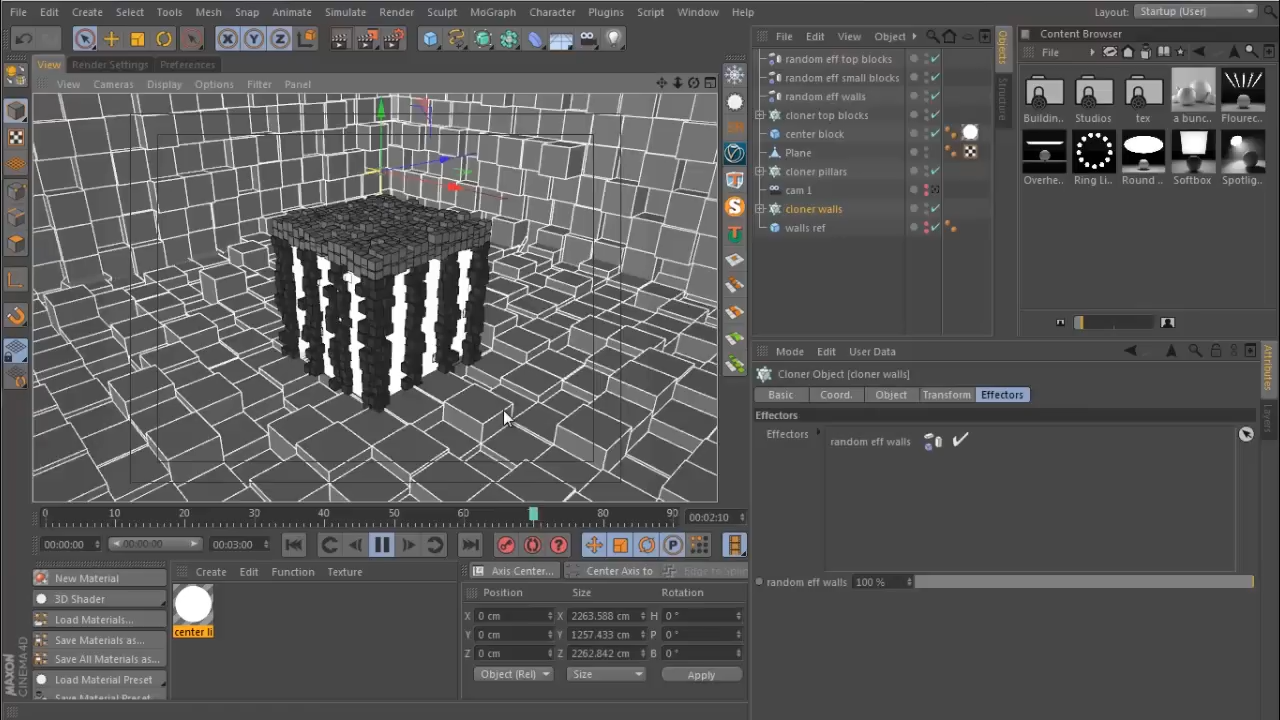 File Edit Create Select Tools Mesh Snap Animate Simulate Render Sculpt MoGraph Character Plugins Script Window Help
Layout: Startup (User)
View Render Settings Preferences
View Cameras Display Options Filter Panel
File Edit View Object
random eff top blocks
random eff small blocks
random eff walls
cloner top blocks
center block
Plane
cloner pillars
cam 1
cloner walls
walls ref
Objects
Structure
Content Browser
File
Buildin.. Studios tex a bunc.. Flourec..
Overhe.. Ring Li.. Round .. Softbox Spotlig..
Mode Edit User Data
Cloner Object [cloner walls]
Basic Coord. Object Transform Effectors
Effectors
Effectors
random eff walls
random eff walls 100 %
Attributes
Layers
0 10 20 30 40 50 60 80 90 00:02:10
00:00:00 00:00:00 00:03:00
New Material
3D Shader
Load Materials...
Save Materials as...
Save All Materials as...
Load Material Preset
Save Material Preset
Create Edit Function Texture
center li
Axis Center... Center Axis to
Position Size Rotation
X 0 cm X 2263.588 cm H 0 °
Y 0 cm Y 1257.433 cm P 0 °
Z 0 cm Z 2262.842 cm B 0 °
Object (Rel) Size Apply
MAXON
CINEMA 4D